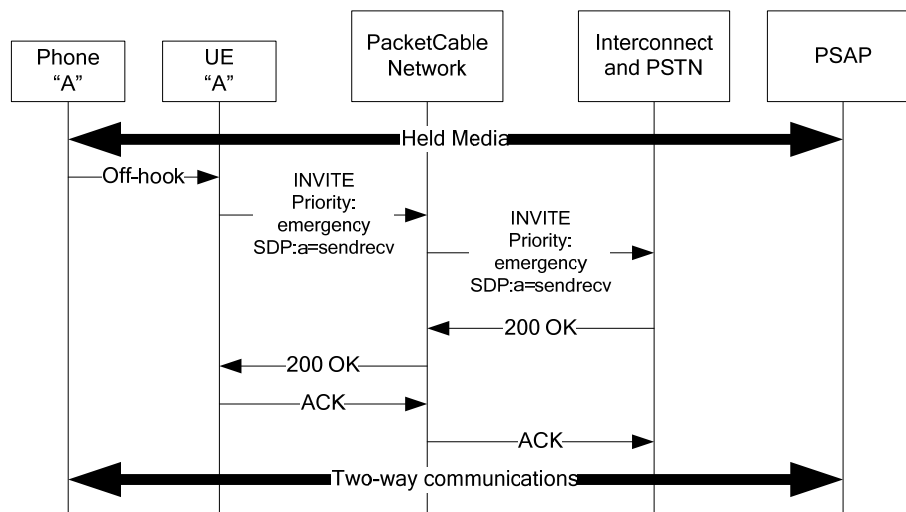 Phone
“A”
UE
“A”
PacketCable
Network
Interconnect
and PSTN
PSAP
Held Media
Off-hook
INVITE
Priority:
emergency
SDP:a=sendrecv
INVITE
Priority:
emergency
SDP:a=sendrecv
200 OK
200 OK
ACK
ACK
Two-way communications